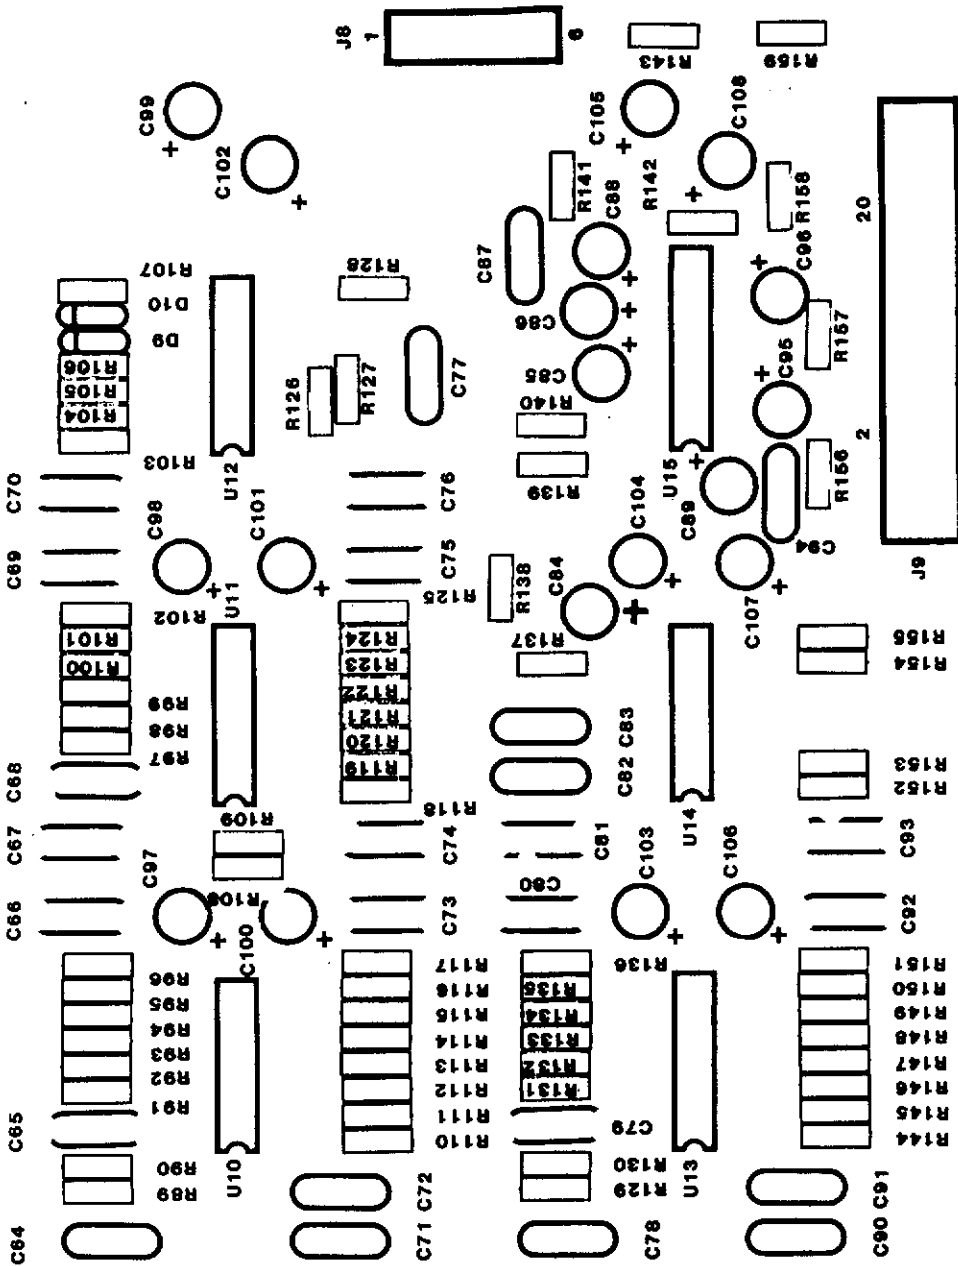 J8
1
6
R143
R159
C99
+
C102
+
C105
+
C108
R141
R142
+
C88
R158
20
C87
C96
+
R107
D10
D9
R128
C86
+
+
+
R106
R105
R104
R126
R127
C77
C85
R157
C95
+
R140
R103
U12
C70
C76
R139
U15
+
2
R156
C98
C101
C104
C89
C69
C75
R125
R138
C84
C94
J9
+
+
+
+
+
R102
U11
C107
R101
R100
R124
R123
R122
R121
R120
R119
R137
R155
R154
R99
R98
R97
C83
C82
R153
R152
C68
R118
U14
R109
C67
C74
C81
C93
C97
C103
C106
R108
C80
C66
C73
C92
+
+
+
+
C100
R96
R95
R94
R93
R92
R91
R117
R116
R115
R114
R113
R112
R111
R110
R136
R135
R134
R133
R132
R131
R151
R150
R149
R148
R147
R146
R145
R144
C65
C79
R90
R89
U10
R130
R129
U13
C72
C91
C64
C71
C78
C90